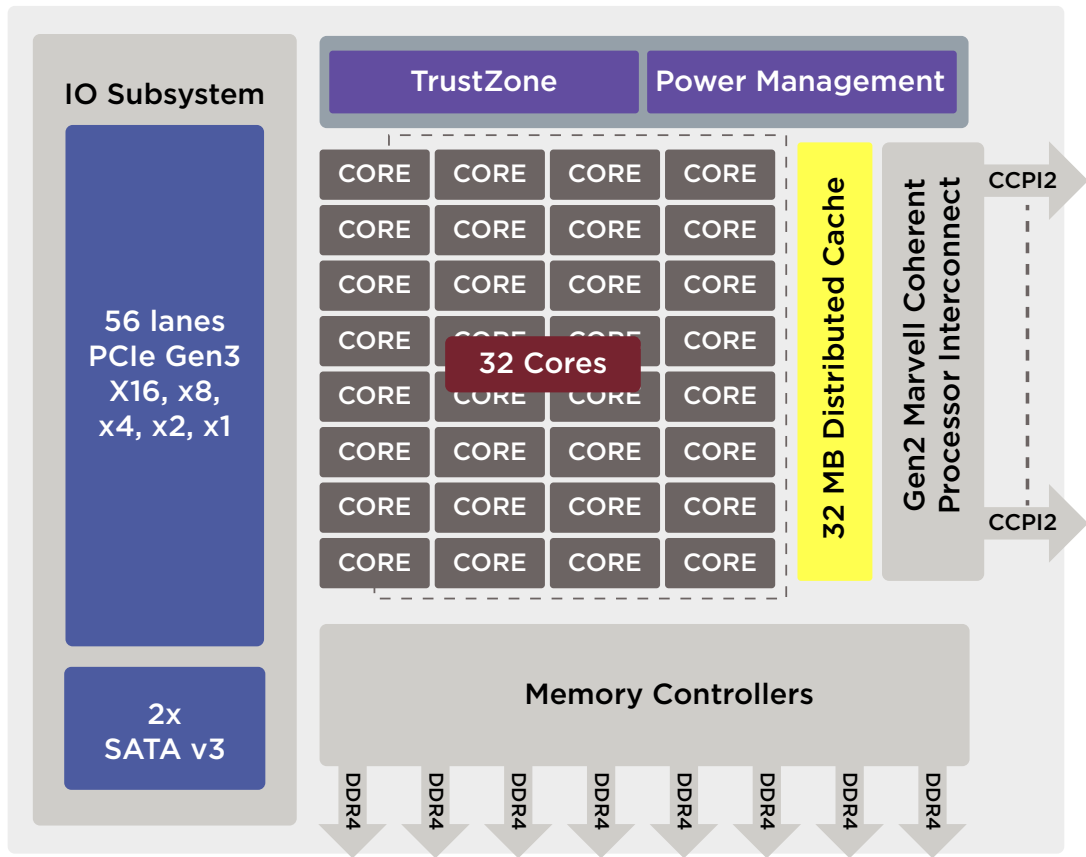 IO Subsystem
56 lanes
PCIe Gen3
X16, x8,
x4, x2, x1
2x
SATA v3
TrustZone
Power Management
CORE CORE CORE CORE
CORE CORE CORE CORE
CORE CORE CORE CORE
CORE CORE CORE CORE
32 Cores
CORE CORE CORE CORE
CORE CORE CORE CORE
CORE CORE CORE CORE
CORE CORE CORE CORE
32 MB Distributed Cache
Gen2 Marvell Coherent
Processor Interconnect
CCPI2
CCPI2
Memory Controllers
DDR4 DDR4 DDR4 DDR4 DDR4 DDR4 DDR4 DDR4